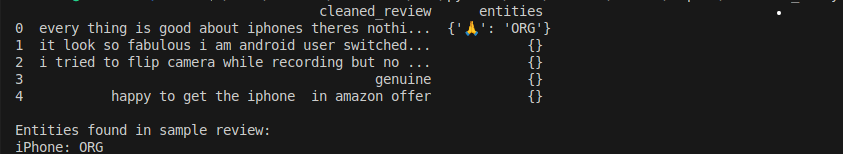 cleaned_review entities
0 every thing is good about iphones theres nothi... {'🙏': 'ORG'}
1 it look so fabulous i am android user switched... {}
2 i tried to flip camera while recording but no ... {}
3 genuine {}
4 happy to get the iphone  in amazon offer {}
Entities found in sample review:
iPhone: ORG